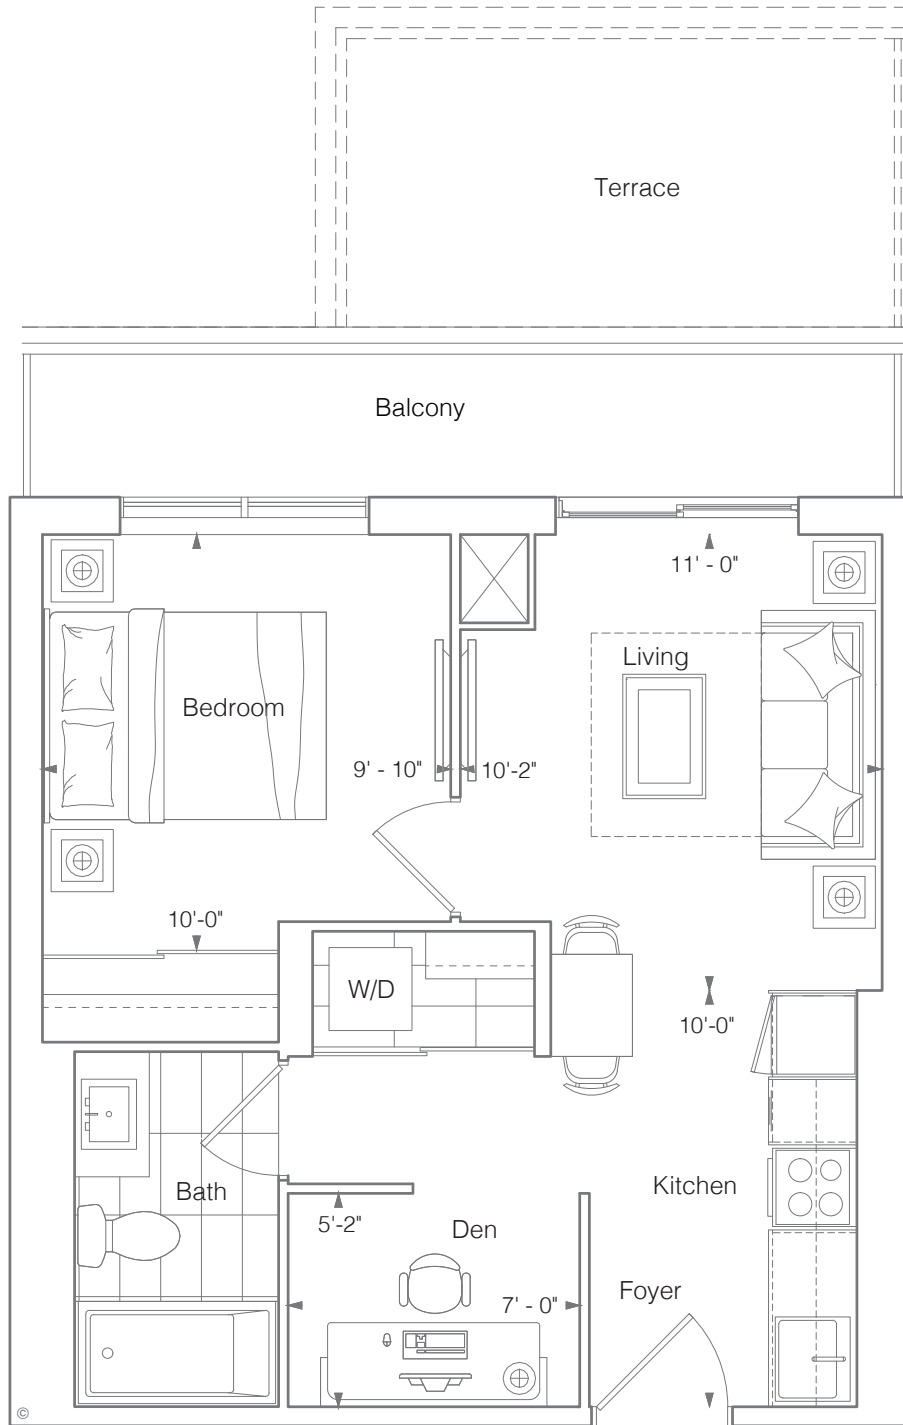 Terrace
Balcony
11' - 0"
Living
Bedroom
9' - 10"
10'-2"
10'-0"
W/D
10'-0"
Bath
Kitchen
5'-2"
Den
Foyer
7' - 0"
©